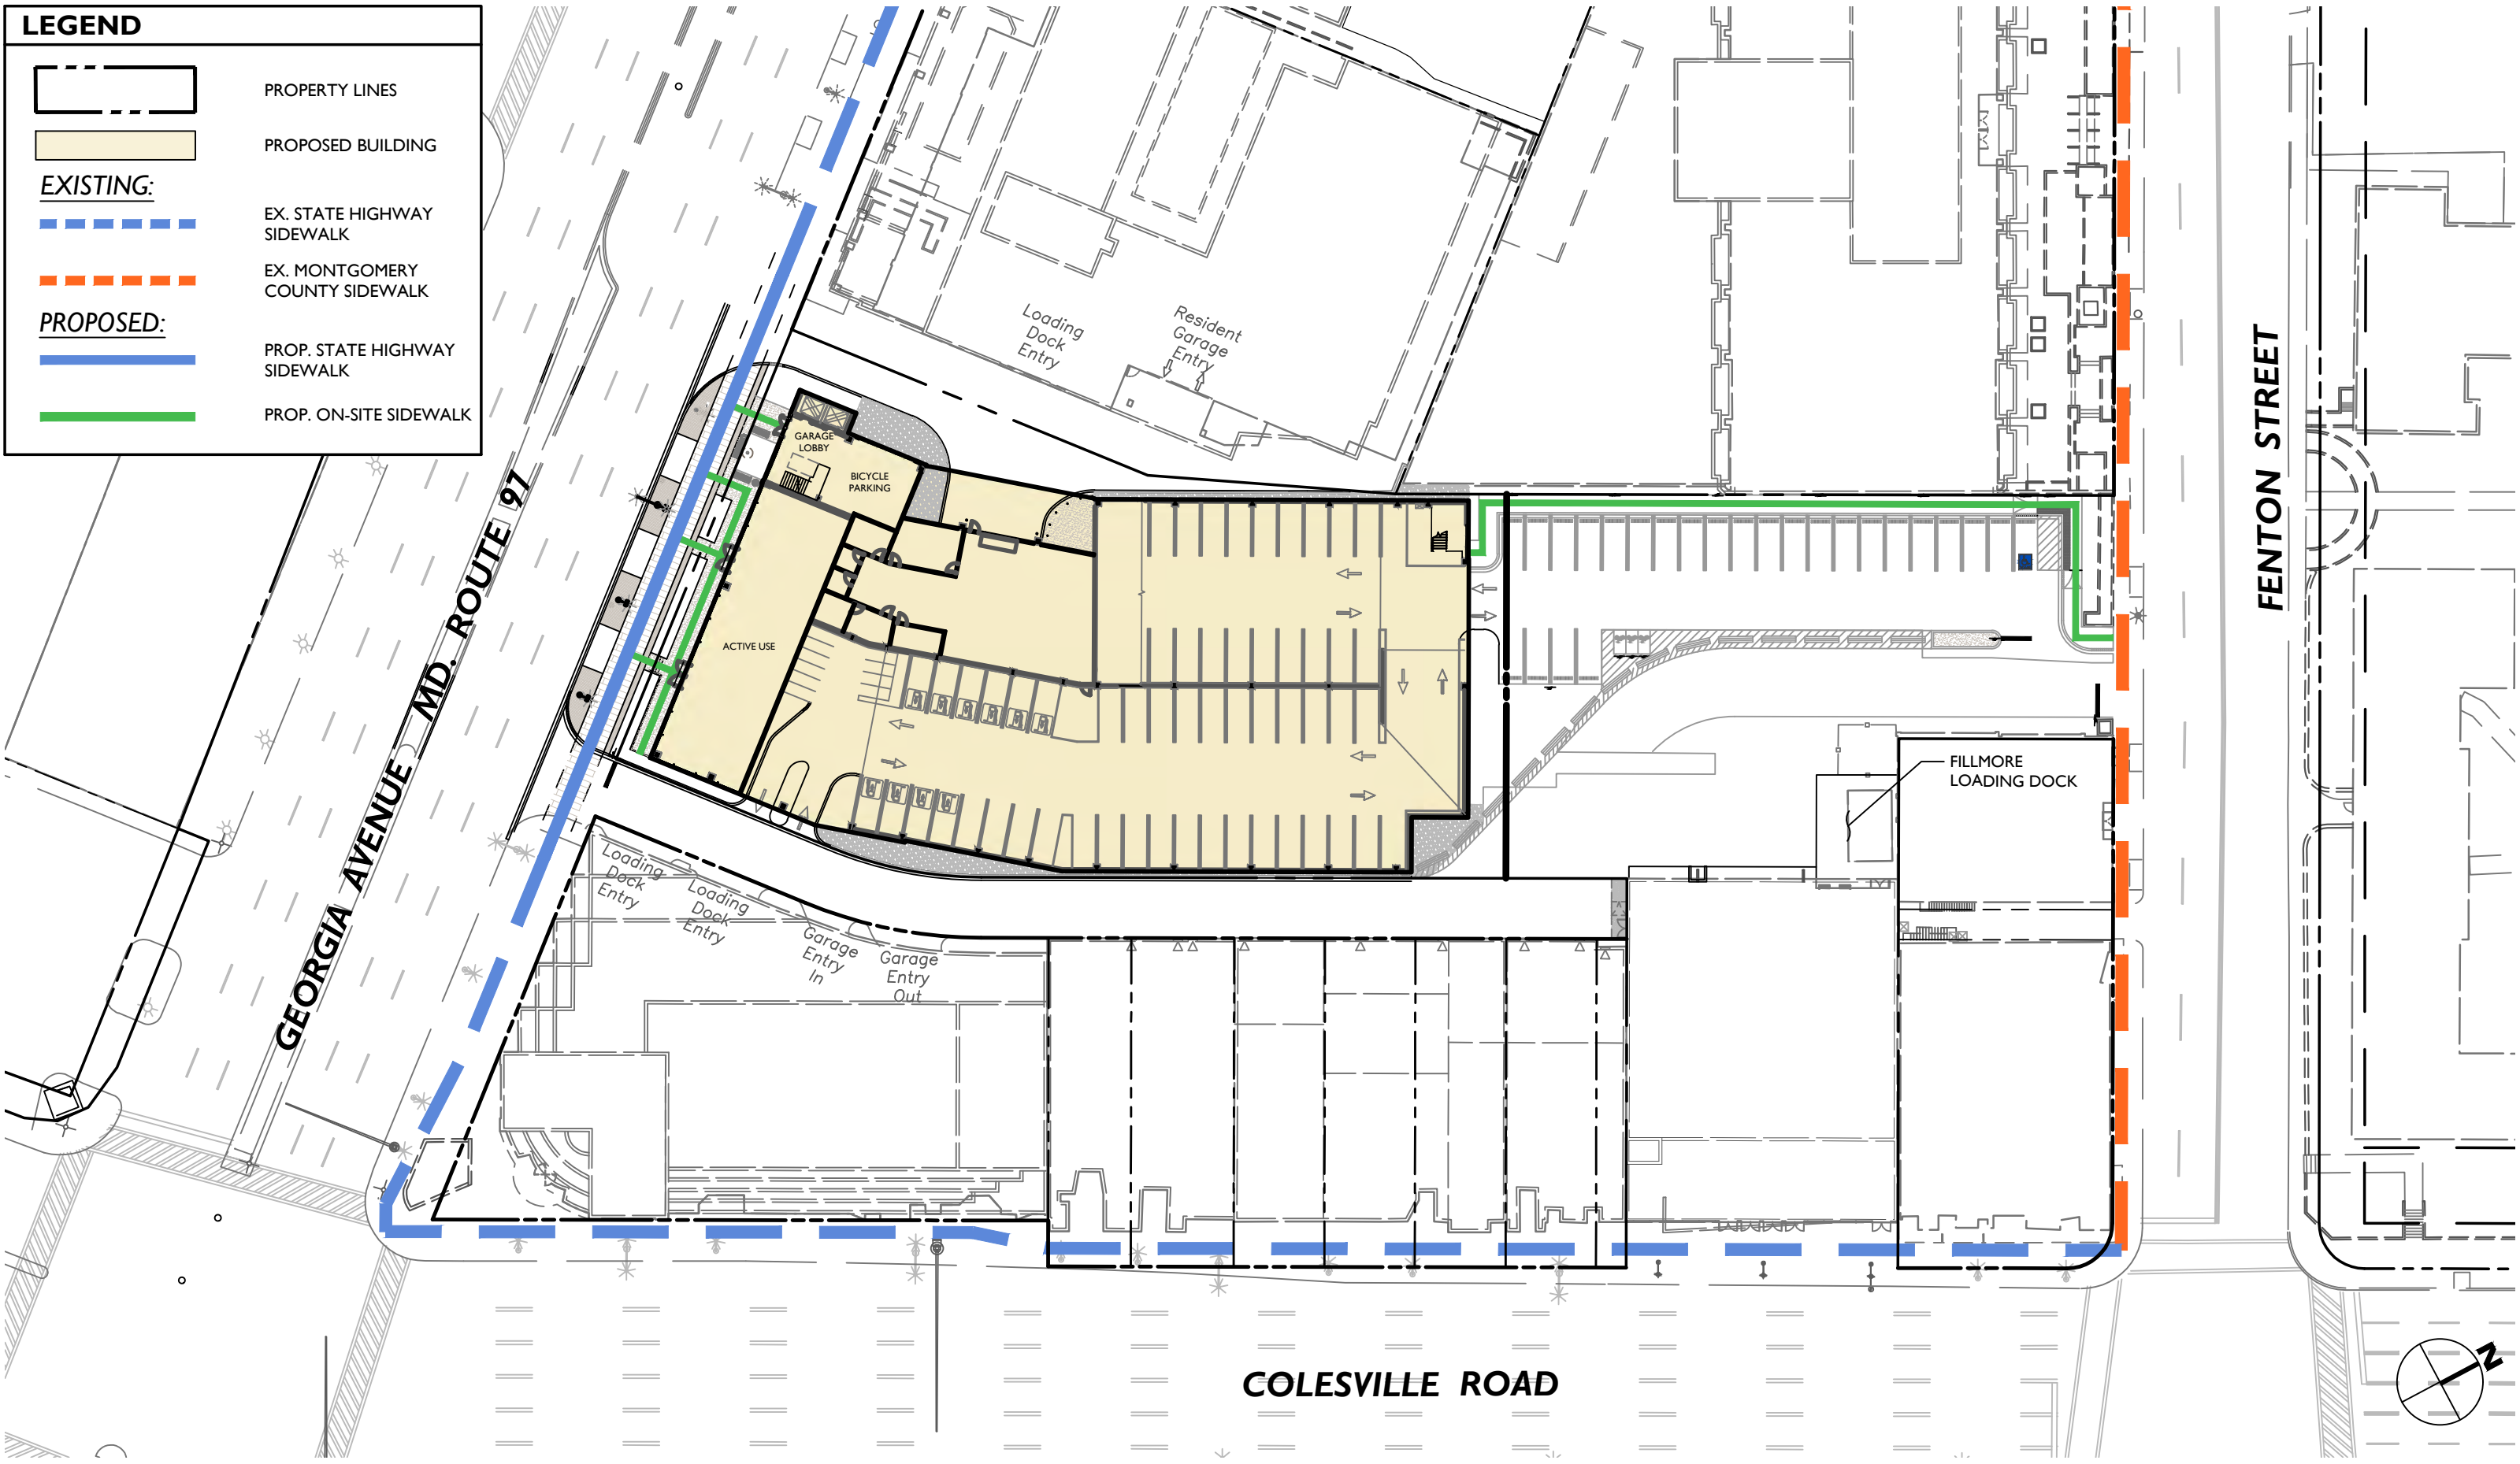 LEGEND
PROPERTY LINES
PROPOSED BUILDING
EXISTING:
EX. STATE HIGHWAY
SIDEWALK
EX. MONTGOMERY
COUNTY SIDEWALK
PROPOSED:
PROP. STATE HIGHWAY
SIDEWALK
PROP. ON-SITE SIDEWALK
Loading
Dock
Entry
Resident
Garage
Entry
GARAGE
LOBBY
BICYCLE
PARKING
ACTIVE USE
GEORGIA AVENUE MD. ROUTE 97
FENTON STREET
FILLMORE
LOADING DOCK
Loading
Dock
Entry
Loading
Dock
Entry
Garage
Entry
In
Garage
Entry
Out
COLESVILLE ROAD
N